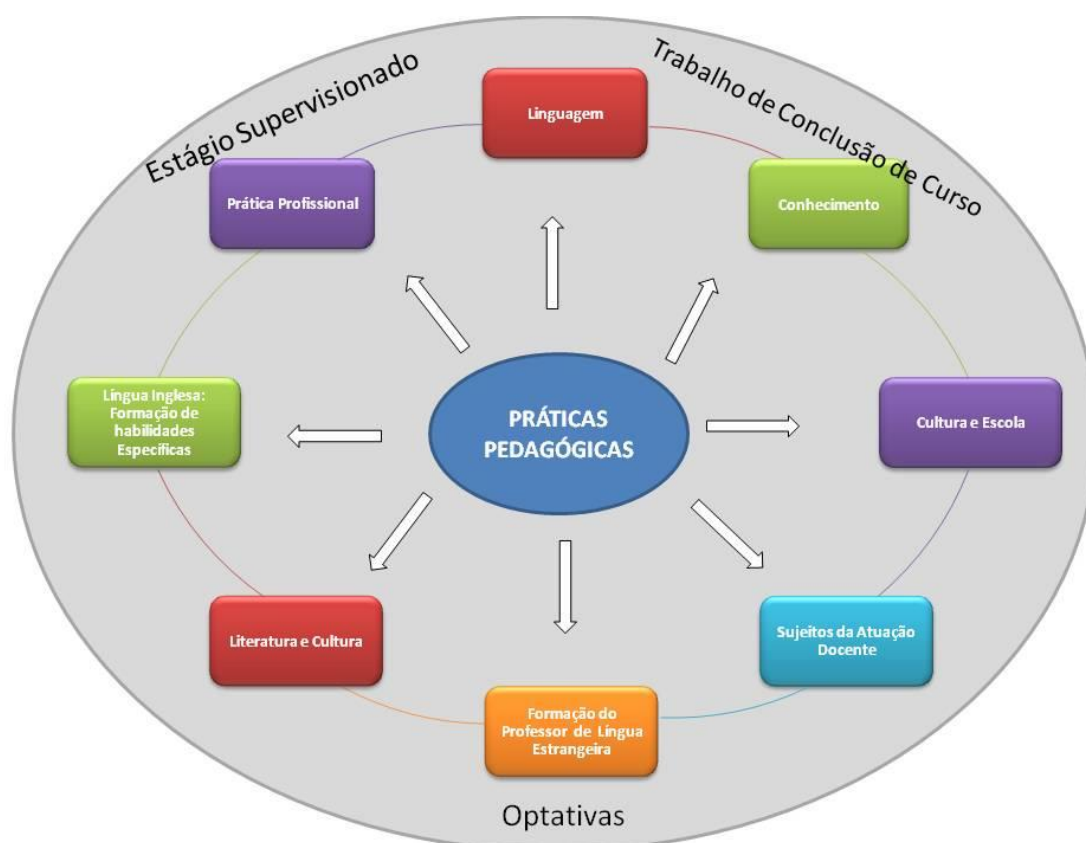 Estágio Supervisionado
Trabalho de Conclusão de Curso
Linguagem
Prática Profissional
Conhecimento
Língua Inglesa:
Formação de
habilidades
Específicas
PRÁTICAS
PEDAGÓGICAS
Cultura e Escola
Literatura e Cultura
Sujeitos da Atuação
Docente
Formação do
Professor de Língua
Estrangeira
Optativas